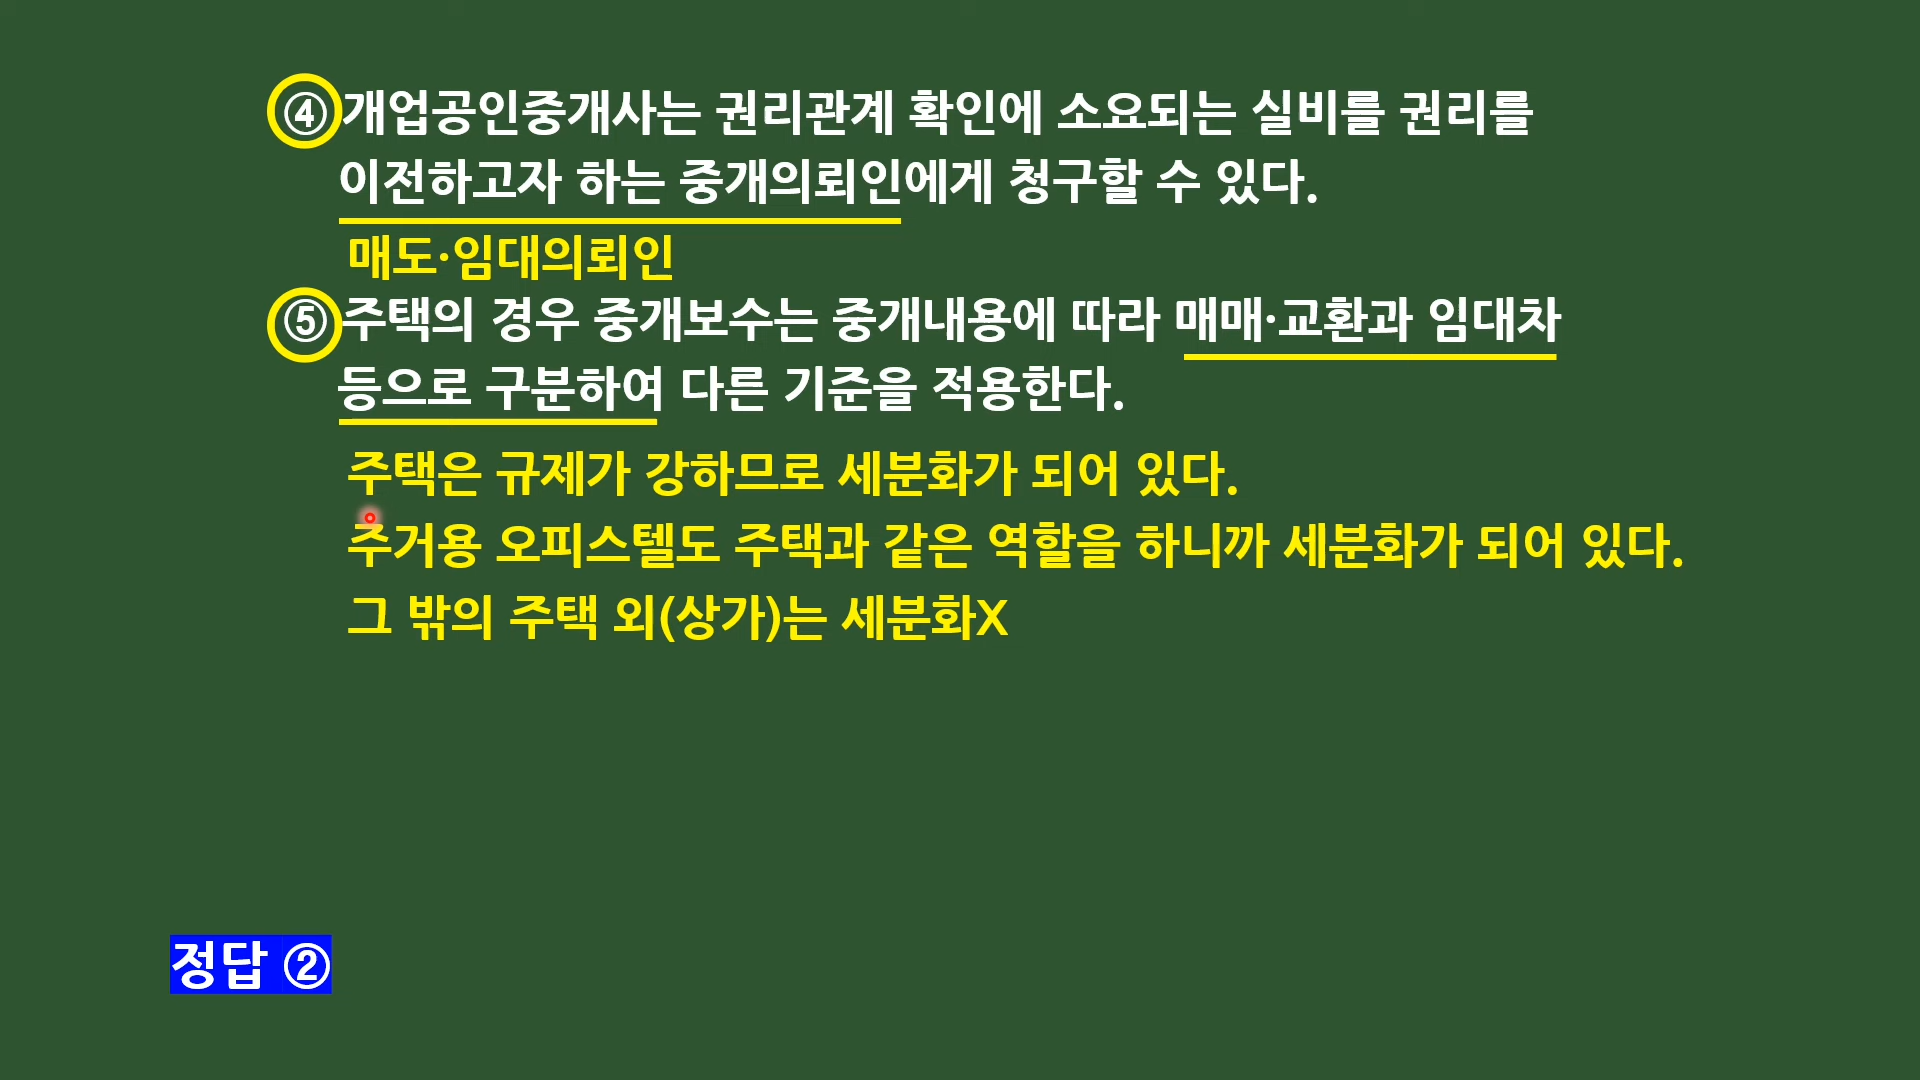 ④개업공인중개사는 권리관계 확인에 소요되는 실비를 권리를
이전하고자 하는 중개의뢰인에게 청구할 수 있다.
매도·임대의뢰인
⑤주택의 경우 중개보수는 중개내용에 따라 매매·교환과 임대차
등으로 구분하여 다른 기준을 적용한다.
주택은 규제가 강하므로 세분화가 되어 있다.
주거용 오피스텔도 주택과 같은 역할을 하니까 세분화가 되어 있다.
그 밖의 주택 외(상가)는 세분화X
정답 ②